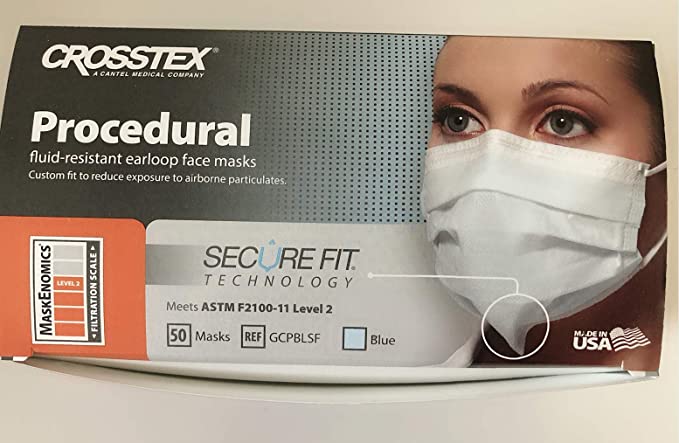 CROSSTEX®
A CANTEL MEDICAL COMPANY
Procedural
fluid-resistant earloop face masks
Custom fit to reduce exposure to airborne particulates.
MASKENOMICS
LEVEL 2
FILTRATION SCALE
SECURE FIT®
TECHNOLOGY
Meets ASTM F2100-11 Level 2
50 Masks REF GCPBLSF Blue
MADE IN
USA